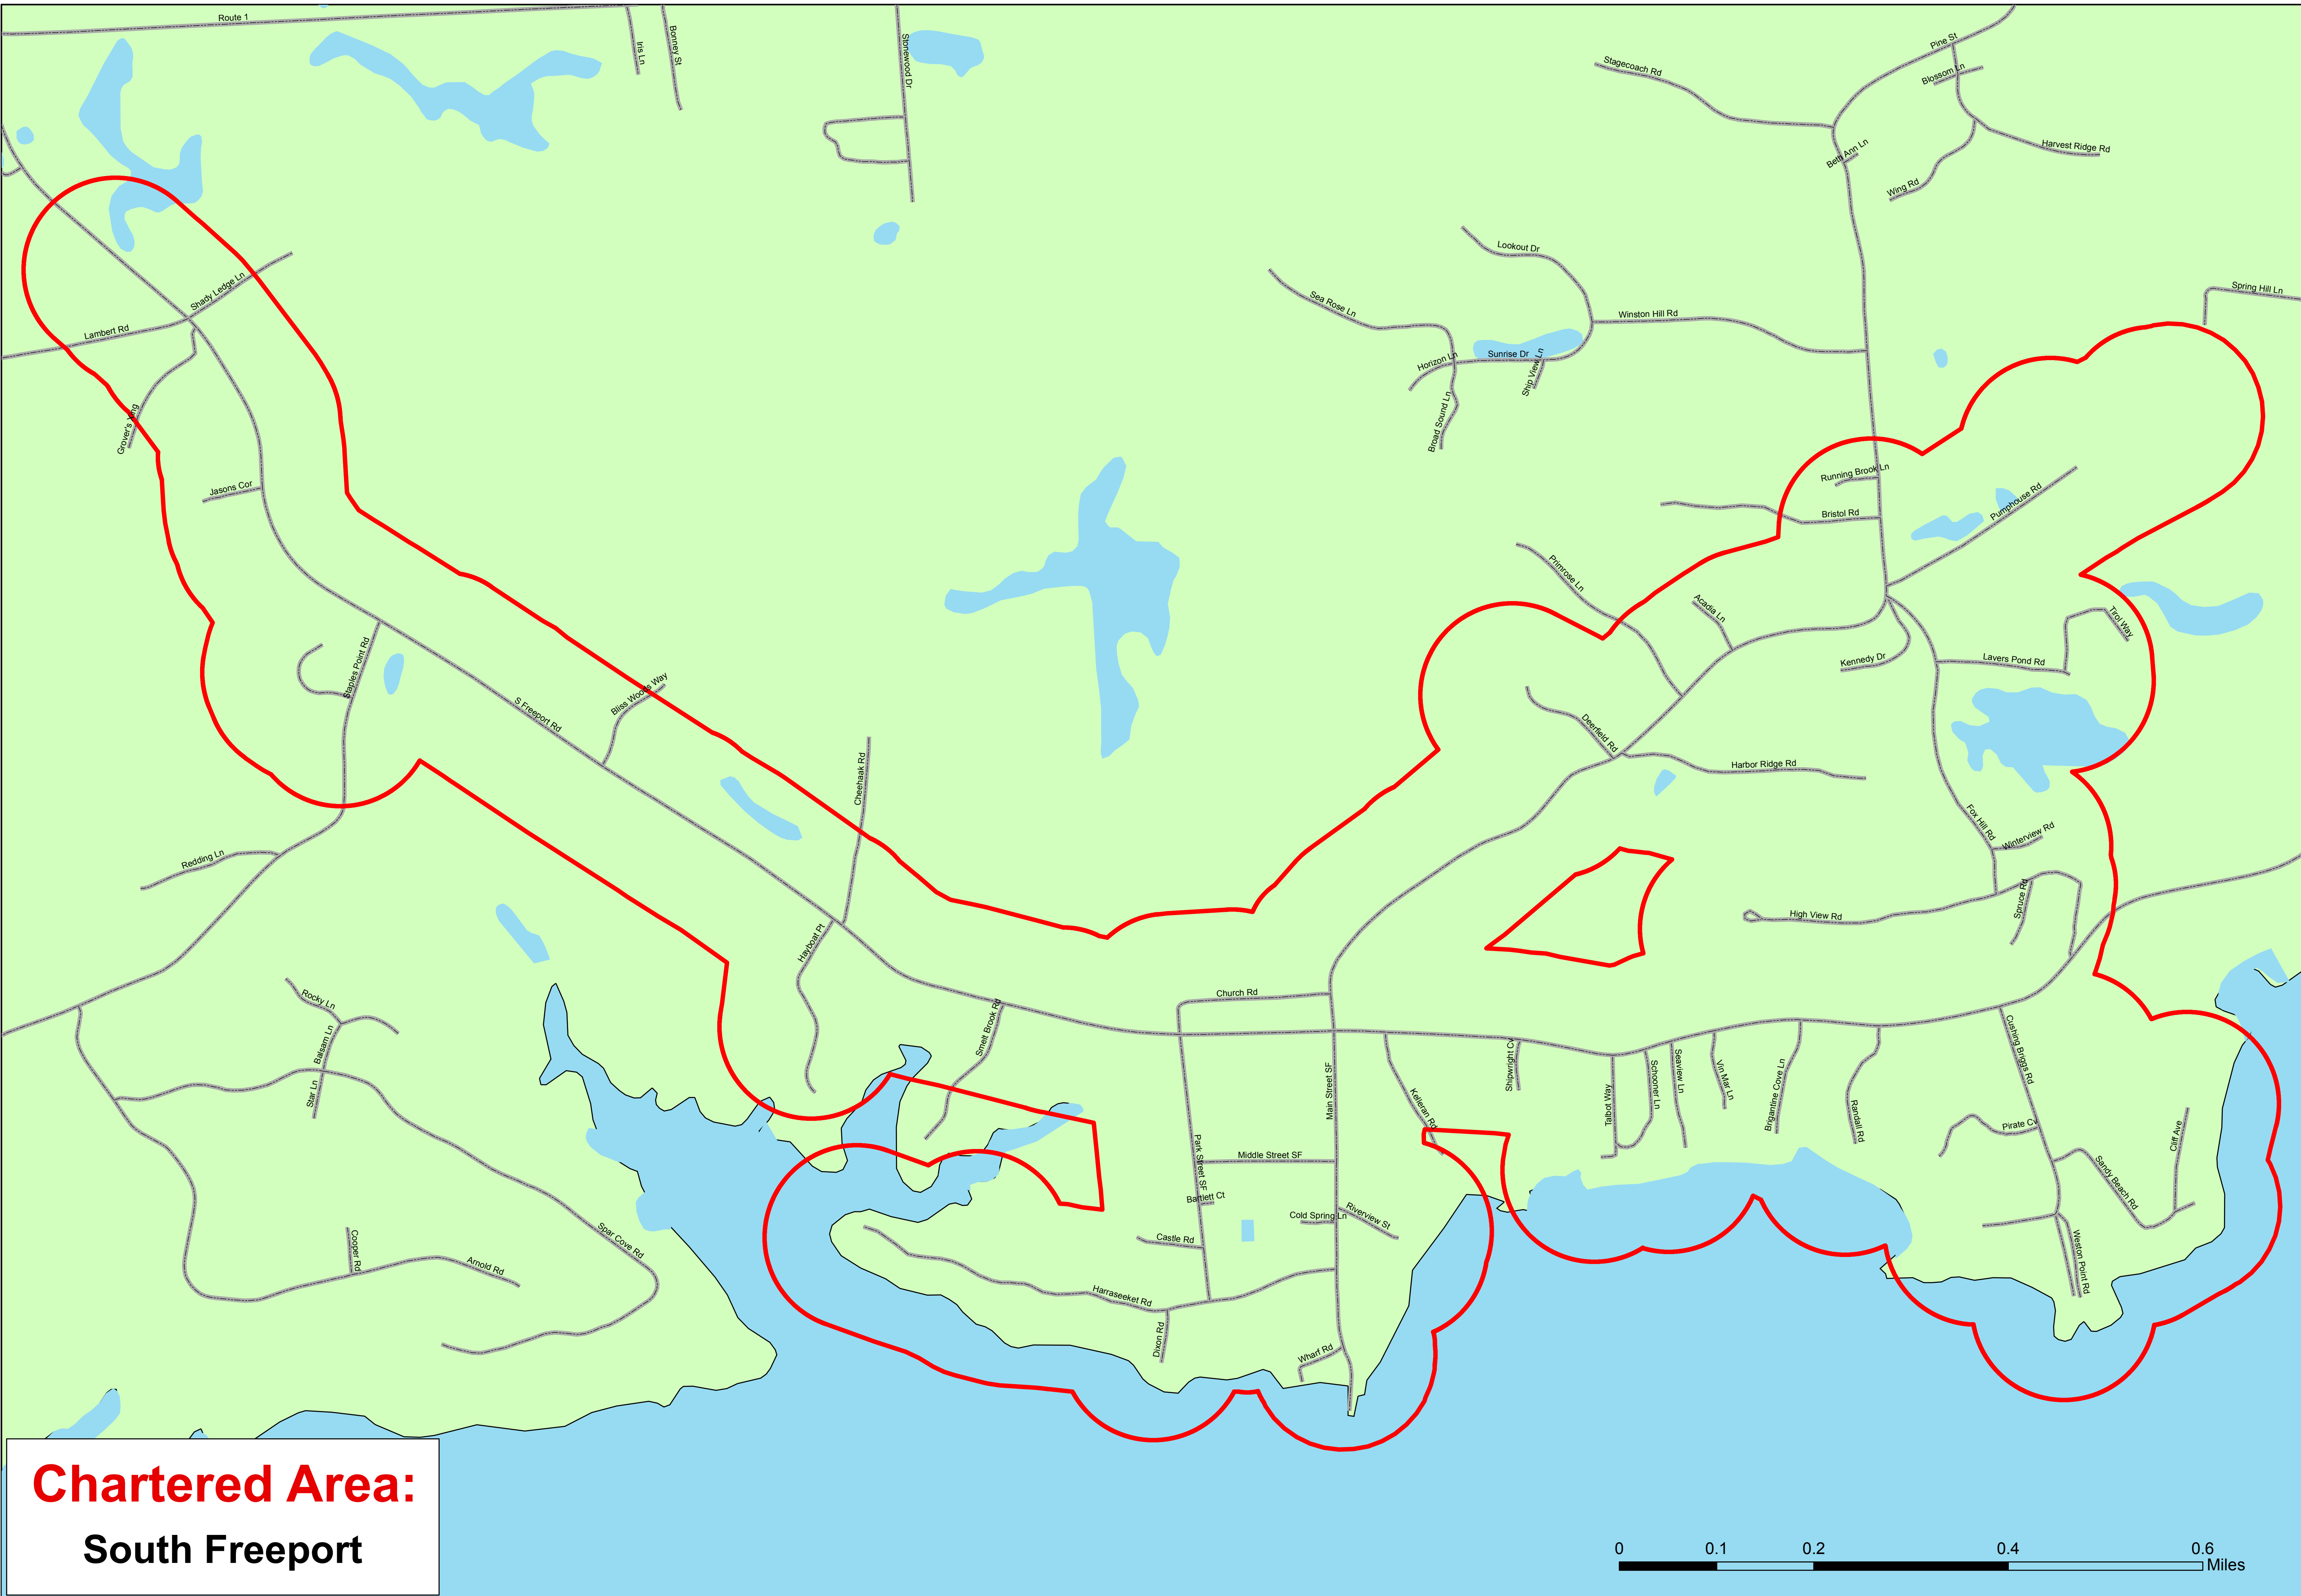 Route 1
Iris Ln
Bonney St
Stonewood Dr
Stagecoach Rd
Pine St
Blossom Ln
Beth Ann Ln
Harvest Ridge Rd
Wing Rd
Lookout Dr
Sea Rose Ln
Winston Hill Rd
Spring Hill Ln
Shady Ledge Ln
Lambert Rd
Horizon Ln
Sunrise Dr
Ship View Ln
Broad Sound Ln
Grover's Xing
Jasons Cor
Running Brook Ln
Bristol Rd
Pumphouse Rd
Primrose Ln
Acadia Ln
Tirol Way
Kennedy Dr
Lavers Pond Rd
Staples Point Rd
S Freeport Rd
Bliss Woods Way
Deerfield Rd
Harbor Ridge Rd
Cheehaak Rd
Fox Hill Rd
Winterview Rd
Redding Ln
Spruce Rd
High View Rd
Hayboat Pt
Church Rd
Rocky Ln
Balsam Ln
Star Ln
Smelt Brook Rd
Main Street SF
Kelleran Rd
Shipwright Cv
Talbot Way
Schooner Ln
Seaview Ln
Vin Mar Ln
Brigantine Cove Ln
Randall Rd
Cushing Briggs Rd
Pirate Cv
Cliff Ave
Sandy Beach Rd
Park Street SF
Middle Street SF
Bartlett Ct
Cold Spring Ln
Riverview St
Castle Rd
Spar Cove Rd
Cooper Rd
Arnold Rd
Weston Point Rd
Harraseeket Rd
Dixon Rd
Wharf Rd
Chartered Area:
South Freeport
0 0.1 0.2 0.4 0.6
Miles